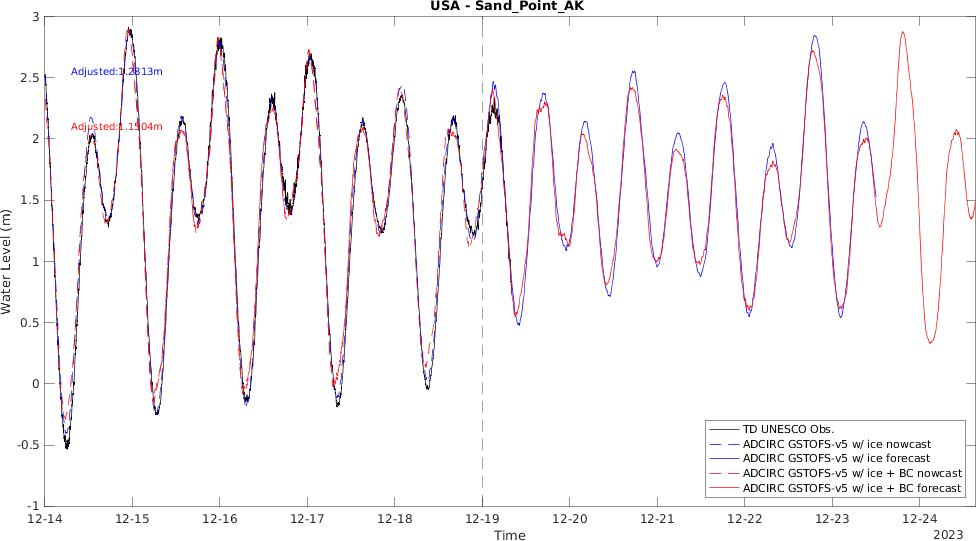 USA - Sand_Point_AK
3
2.5
2
1.5
1
0.5
0
-0.5
-1
Water Level (m)
Adjusted:1.2813m
Adjusted:1.1504m
TD UNESCO Obs.
ADCIRC GSTOFS-v5 w/ ice nowcast
ADCIRC GSTOFS-v5 w/ ice forecast
ADCIRC GSTOFS-v5 w/ ice + BC nowcast
ADCIRC GSTOFS-v5 w/ ice + BC forecast
12-14 12-15 12-16 12-17 12-18 12-19 12-20 12-21 12-22 12-23 12-24
Time
2023